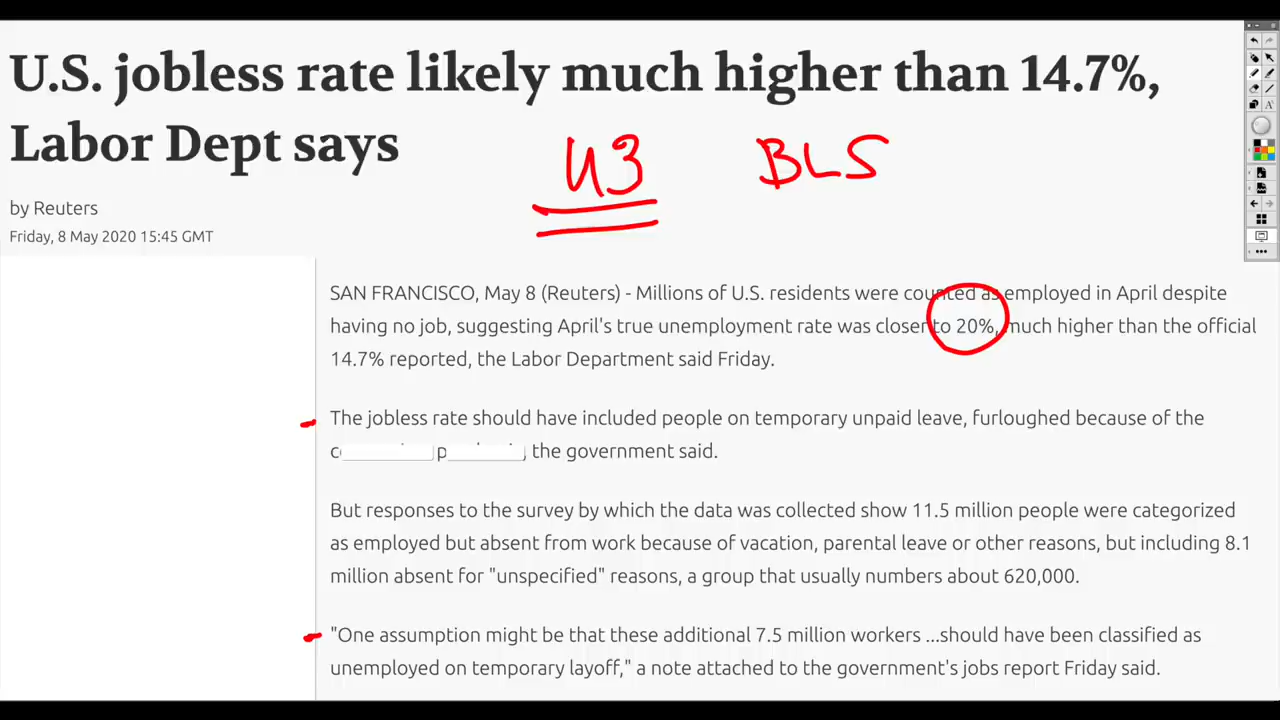 U.S. jobless rate likely much higher than 14.7%,
Labor Dept says
U3 BLS
by Reuters
Friday, 8 May 2020 15:45 GMT
SAN FRANCISCO, May 8 (Reuters) - Millions of U.S. residents were counted as employed in April despite
having no job, suggesting April's true unemployment rate was closer to 20%, much higher than the official
14.7% reported, the Labor Department said Friday.
The jobless rate should have included people on temporary unpaid leave, furloughed because of the
c p , the government said.
But responses to the survey by which the data was collected show 11.5 million people were categorized
as employed but absent from work because of vacation, parental leave or other reasons, but including 8.1
million absent for "unspecified" reasons, a group that usually numbers about 620,000.
"One assumption might be that these additional 7.5 million workers ...should have been classified as
unemployed on temporary layoff," a note attached to the government's jobs report Friday said.